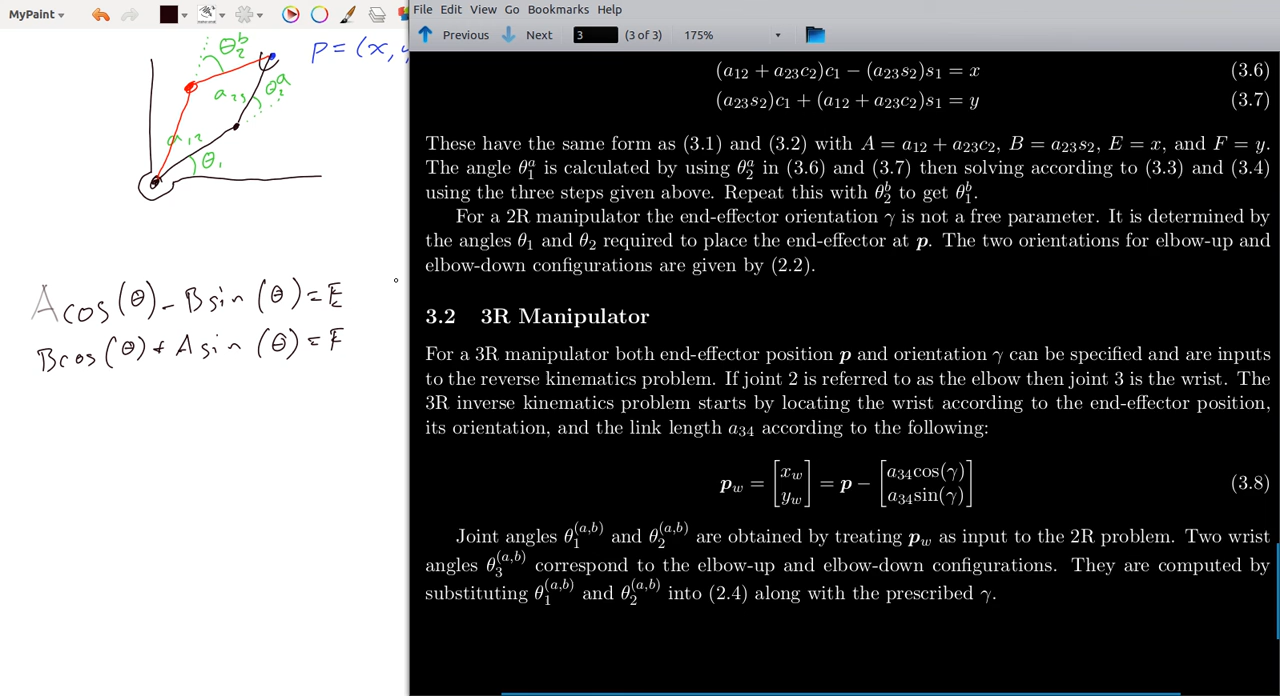 MyPaint
File Edit View Go Bookmarks Help
Previous Next 3 (3 of 3) 175%
θ₂ᵇ
P = (x, y
a₂₃
θ₂ᵃ
a₁₂
θ₁
A cos(θ) - B sin(θ) = E
B cos(θ) + A sin(θ) = F
(a₁₂ + a₂₃c₂)c₁ − (a₂₃s₂)s₁ = x (3.6)
(a₂₃s₂)c₁ + (a₁₂ + a₂₃c₂)s₁ = y (3.7)
These have the same form as (3.1) and (3.2) with A = a₁₂ + a₂₃c₂, B = a₂₃s₂, E = x, and F = y.
The angle θ₁ᵃ is calculated by using θ₂ᵃ in (3.6) and (3.7) then solving according to (3.3) and (3.4)
using the three steps given above. Repeat this with θ₂ᵇ to get θ₁ᵇ.
For a 2R manipulator the end-effector orientation γ is not a free parameter. It is determined by
the angles θ₁ and θ₂ required to place the end-effector at p. The two orientations for elbow-up and
elbow-down configurations are given by (2.2).
3.2 3R Manipulator
For a 3R manipulator both end-effector position p and orientation γ can be specified and are inputs
to the reverse kinematics problem. If joint 2 is referred to as the elbow then joint 3 is the wrist. The
3R inverse kinematics problem starts by locating the wrist according to the end-effector position,
its orientation, and the link length a₃₄ according to the following:
p_w = [x_w; y_w] = p − [a₃₄cos(γ); a₃₄sin(γ)] (3.8)
Joint angles θ₁⁽ᵃ,ᵇ⁾ and θ₂⁽ᵃ,ᵇ⁾ are obtained by treating p_w as input to the 2R problem. Two wrist
angles θ₃⁽ᵃ,ᵇ⁾ correspond to the elbow-up and elbow-down configurations. They are computed by
substituting θ₁⁽ᵃ,ᵇ⁾ and θ₂⁽ᵃ,ᵇ⁾ into (2.4) along with the prescribed γ.